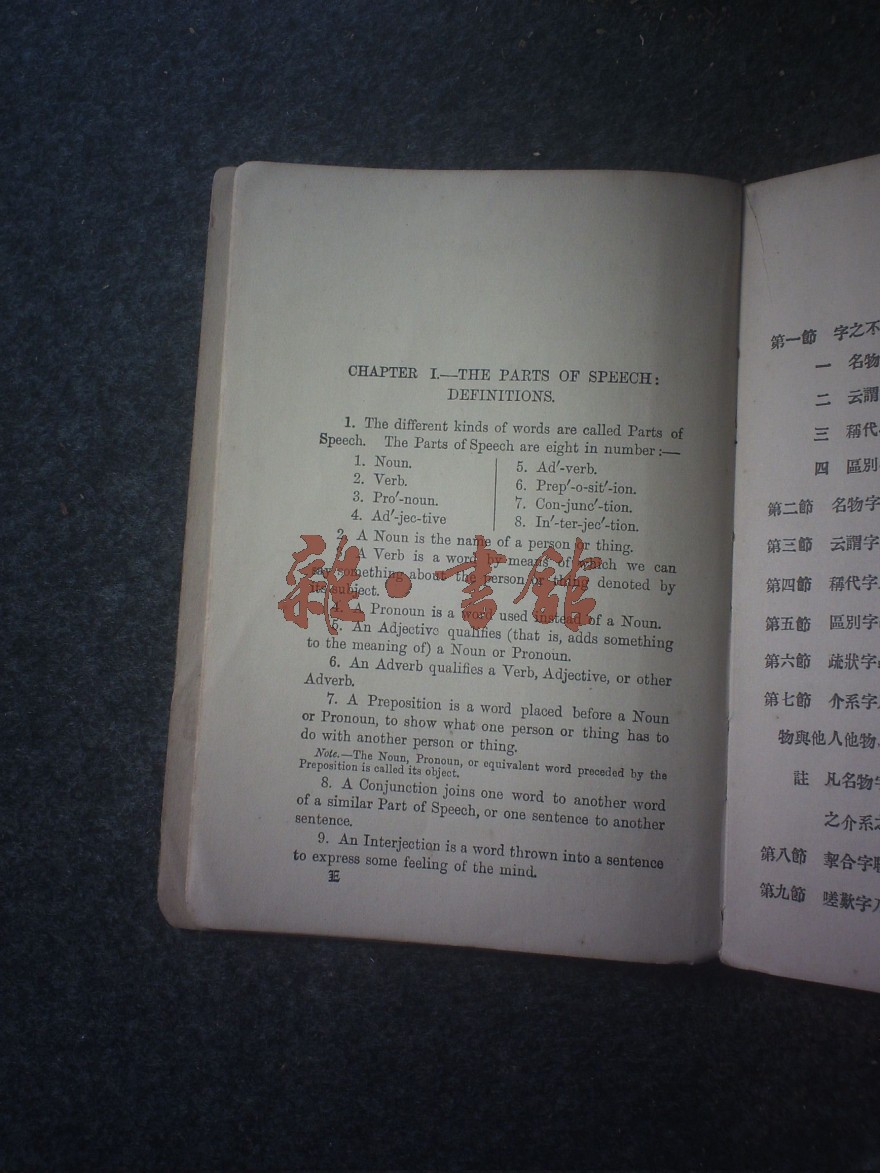 CHAPTER I.—THE PARTS OF SPEECH:
DEFINITIONS.
1. The different kinds of words are called Parts of
Speech. The Parts of Speech are eight in number:—
1. Noun.
2. Verb.
3. Pro′-noun.
4. Ad′-jec-tive
5. Ad′-verb.
6. Prep′-o-sit′-ion.
7. Con-junc′-tion.
8. In′-ter-jec′-tion.
2. A Noun is the name of a person or thing.
A Verb is a word by means of which we can
say something about the person or thing denoted by
its subject.
4. A Pronoun is a word used instead of a Noun.
5. An Adjective qualifies (that is, adds something
to the meaning of) a Noun or Pronoun.
6. An Adverb qualifies a Verb, Adjective, or other
Adverb.
7. A Preposition is a word placed before a Noun
or Pronoun, to show what one person or thing has to
do with another person or thing.
Note.—The Noun, Pronoun, or equivalent word preceded by the
Preposition is called its object.
8. A Conjunction joins one word to another word
of a similar Part of Speech, or one sentence to another
sentence.
9. An Interjection is a word thrown into a sentence
to express some feeling of the mind.
E
雜·書館
第一節 字之不
一 名物
二 云謂
三 稱代
四 區別
第二節 名物字
第三節 云謂字
第四節 稱代字
第五節 區別字
第六節 疏狀字
第七節 介系字
物與他人他物
註 凡名物字
之介系之
第八節 挈合字
第九節 嗟歎字